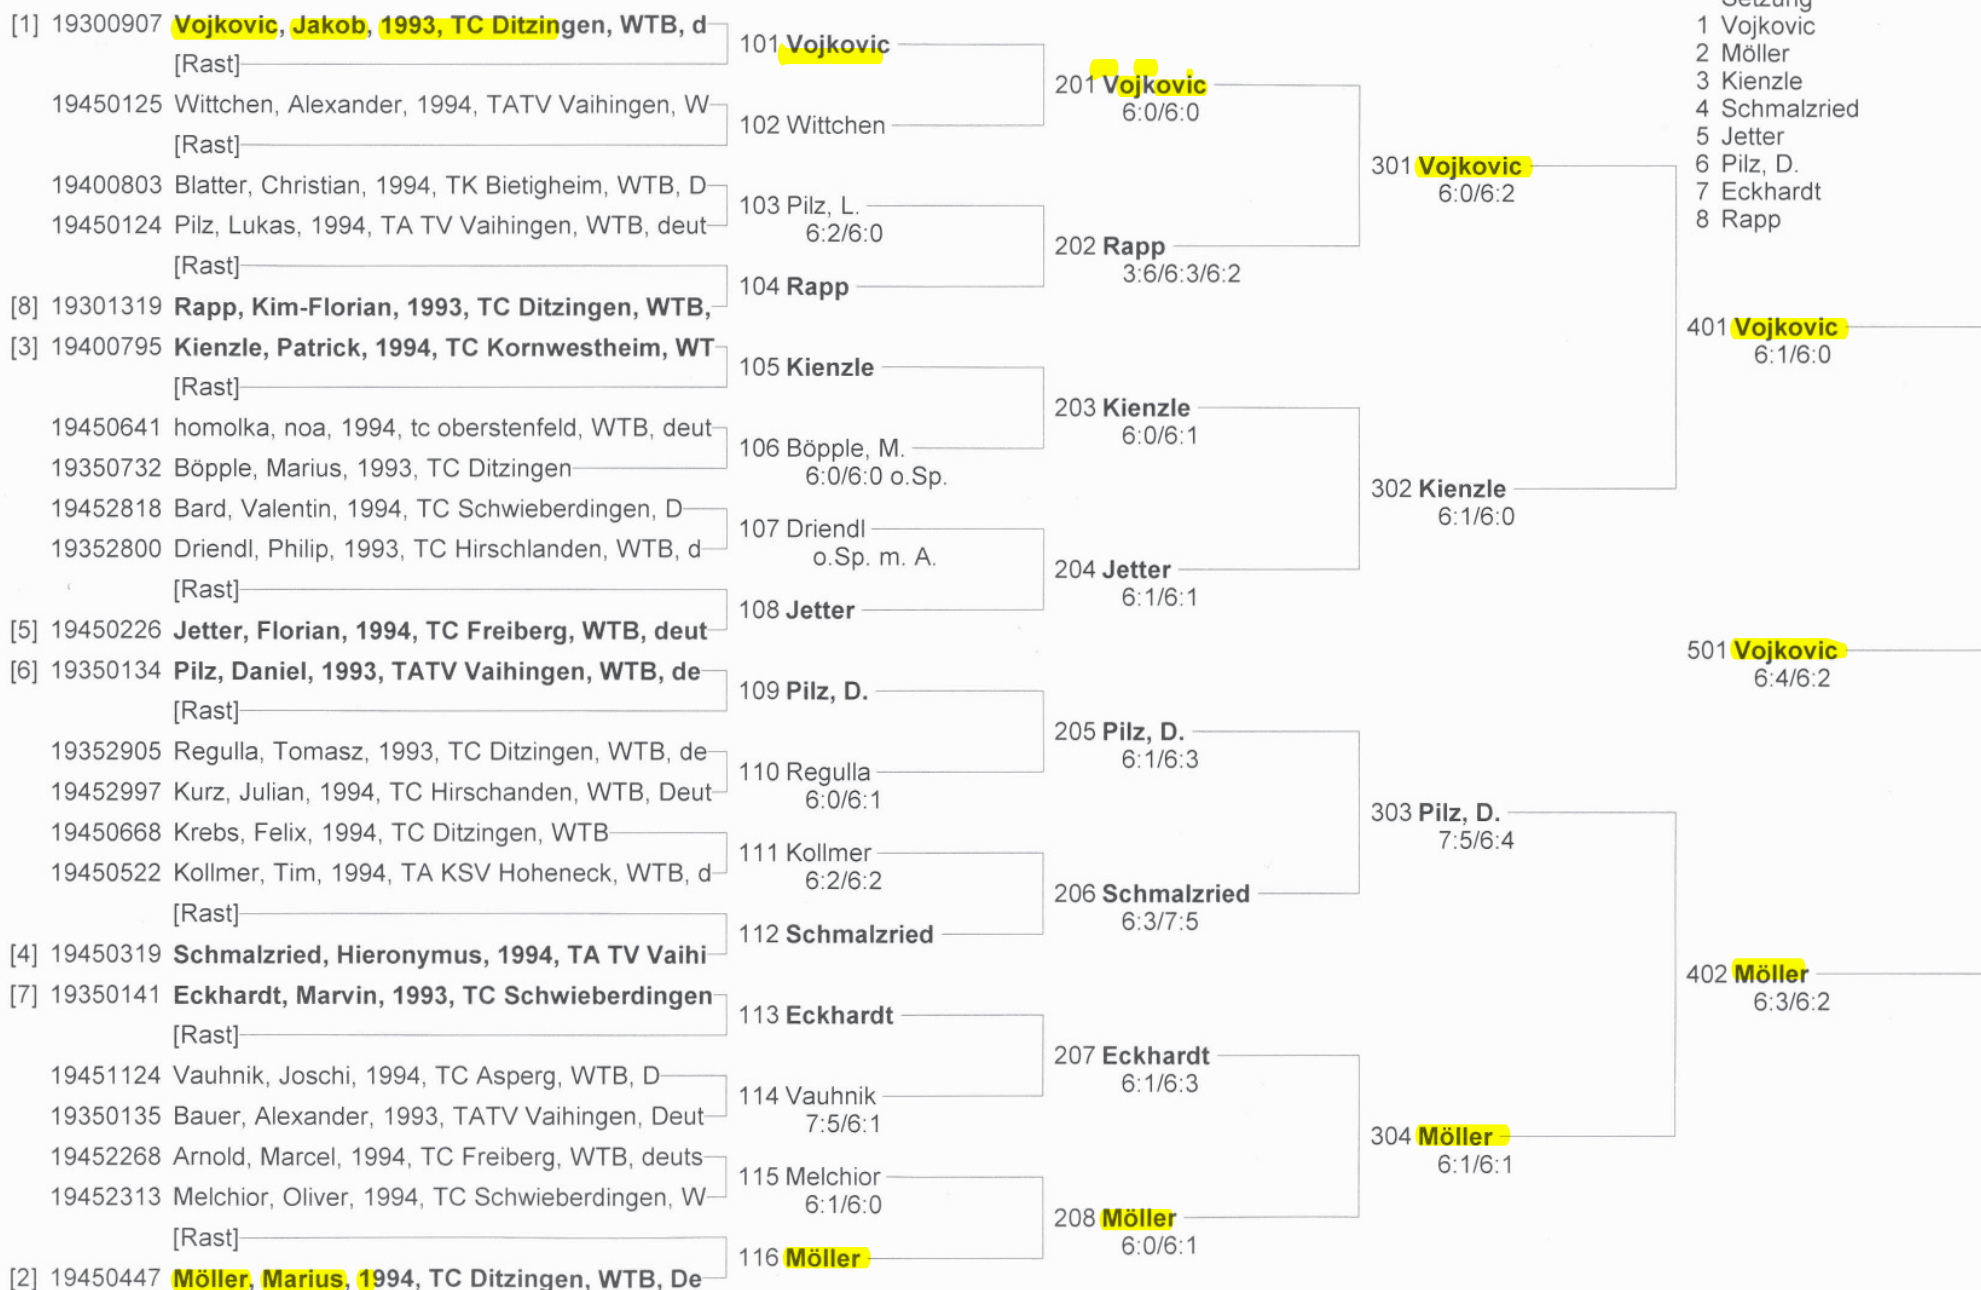 Setzung
1 Vojkovic
2 Möller
3 Kienzle
4 Schmalzried
5 Jetter
6 Pilz, D.
7 Eckhardt
8 Rapp
[1] 19300907 Vojkovic, Jakob, 1993, TC Ditzingen, WTB, d
[Rast]
19450125 Wittchen, Alexander, 1994, TATV Vaihingen, W
[Rast]
19400803 Blatter, Christian, 1994, TK Bietigheim, WTB, D
19450124 Pilz, Lukas, 1994, TA TV Vaihingen, WTB, deut
[Rast]
[8] 19301319 Rapp, Kim-Florian, 1993, TC Ditzingen, WTB,
[3] 19400795 Kienzle, Patrick, 1994, TC Kornwestheim, WT
[Rast]
19450641 homolka, noa, 1994, tc oberstenfeld, WTB, deut
19350732 Böpple, Marius, 1993, TC Ditzingen
19452818 Bard, Valentin, 1994, TC Schwieberdingen, D
19352800 Driendl, Philip, 1993, TC Hirschlanden, WTB, d
[Rast]
[5] 19450226 Jetter, Florian, 1994, TC Freiberg, WTB, deut
[6] 19350134 Pilz, Daniel, 1993, TATV Vaihingen, WTB, de
[Rast]
19352905 Regulla, Tomasz, 1993, TC Ditzingen, WTB, de
19452997 Kurz, Julian, 1994, TC Hirschanden, WTB, Deut
19450668 Krebs, Felix, 1994, TC Ditzingen, WTB
19450522 Kollmer, Tim, 1994, TA KSV Hoheneck, WTB, d
[Rast]
[4] 19450319 Schmalzried, Hieronymus, 1994, TA TV Vaihi
[7] 19350141 Eckhardt, Marvin, 1993, TC Schwieberdingen
[Rast]
19451124 Vauhnik, Joschi, 1994, TC Asperg, WTB, D
19350135 Bauer, Alexander, 1993, TATV Vaihingen, Deut
19452268 Arnold, Marcel, 1994, TC Freiberg, WTB, deuts
19452313 Melchior, Oliver, 1994, TC Schwieberdingen, W
[Rast]
[2] 19450447 Möller, Marius, 1994, TC Ditzingen, WTB, De
101 Vojkovic
102 Wittchen
103 Pilz, L.
6:2/6:0
104 Rapp
105 Kienzle
106 Böpple, M.
6:0/6:0 o.Sp.
107 Driendl
o.Sp. m. A.
108 Jetter
109 Pilz, D.
110 Regulla
6:0/6:1
111 Kollmer
6:2/6:2
112 Schmalzried
113 Eckhardt
114 Vauhnik
7:5/6:1
115 Melchior
6:1/6:0
116 Möller
201 Vojkovic
6:0/6:0
202 Rapp
3:6/6:3/6:2
203 Kienzle
6:0/6:1
204 Jetter
6:1/6:1
205 Pilz, D.
6:1/6:3
206 Schmalzried
6:3/7:5
207 Eckhardt
6:1/6:3
208 Möller
6:0/6:1
301 Vojkovic
6:0/6:2
302 Kienzle
6:1/6:0
303 Pilz, D.
7:5/6:4
304 Möller
6:1/6:1
401 Vojkovic
6:1/6:0
501 Vojkovic
6:4/6:2
402 Möller
6:3/6:2